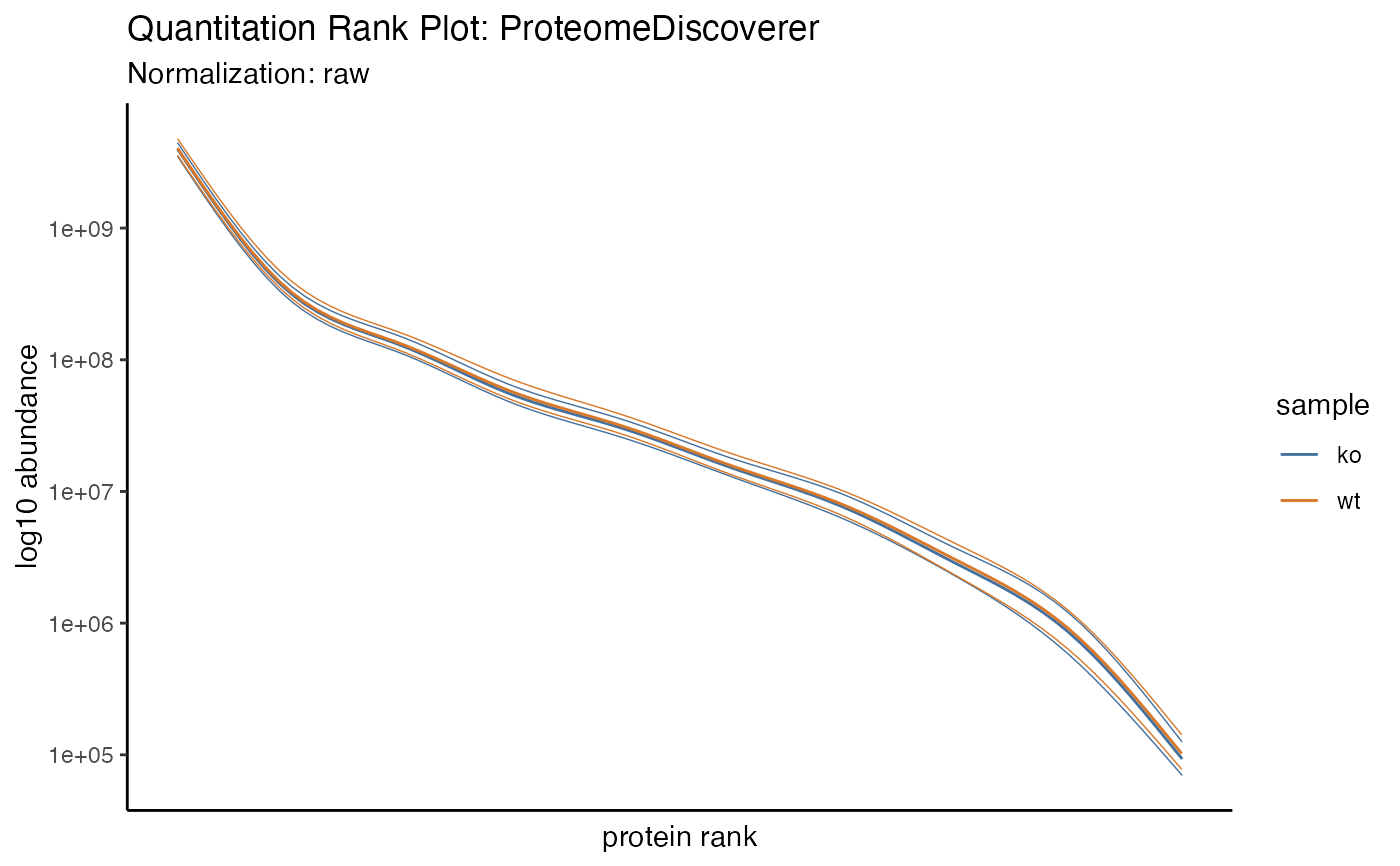 Quantitation Rank Plot: ProteomeDiscoverer
Normalization: raw
1e+09
1e+08
1e+07
1e+06
1e+05
log10 abundance
protein rank
sample
ko
wt